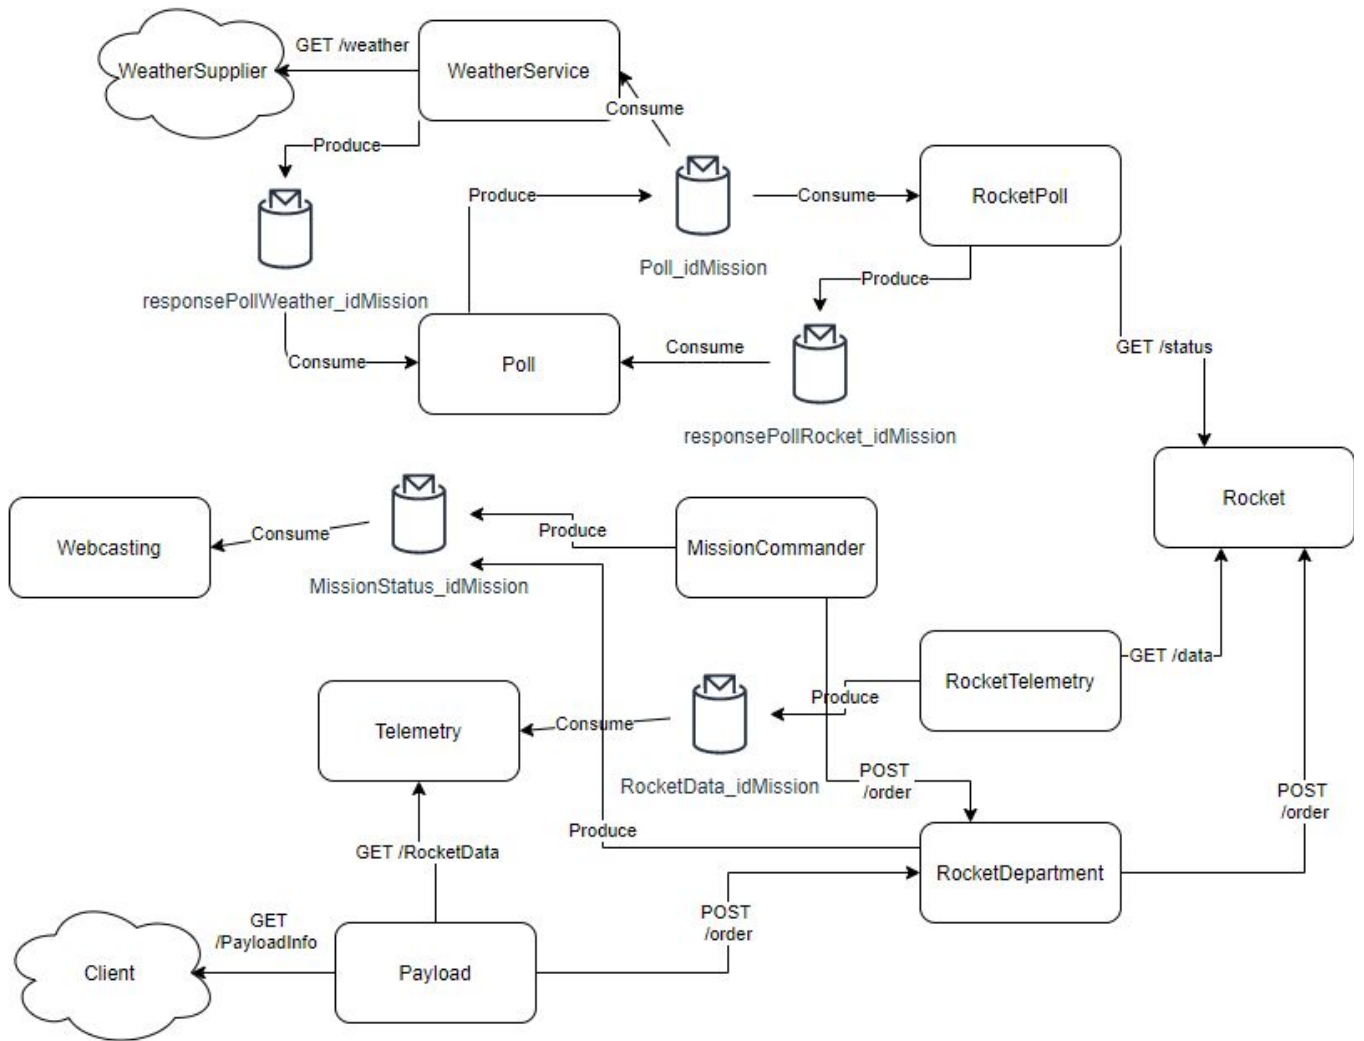 GET /weather
WeatherSupplier
WeatherService
Consume
Produce
Produce
Consume
RocketPoll
Poll_idMission
Produce
responsePollWeather_idMission
Consume
Poll
Consume
GET /status
responsePollRocket_idMission
Rocket
Webcasting
Consume
Produce
MissionCommander
MissionStatus_idMission
GET /data
RocketTelemetry
Produce
Telemetry
Consume
RocketData_idMission
POST
/order
POST
/order
Produce
GET /RocketData
RocketDepartment
POST
/order
GET
/PayloadInfo
Client
Payload